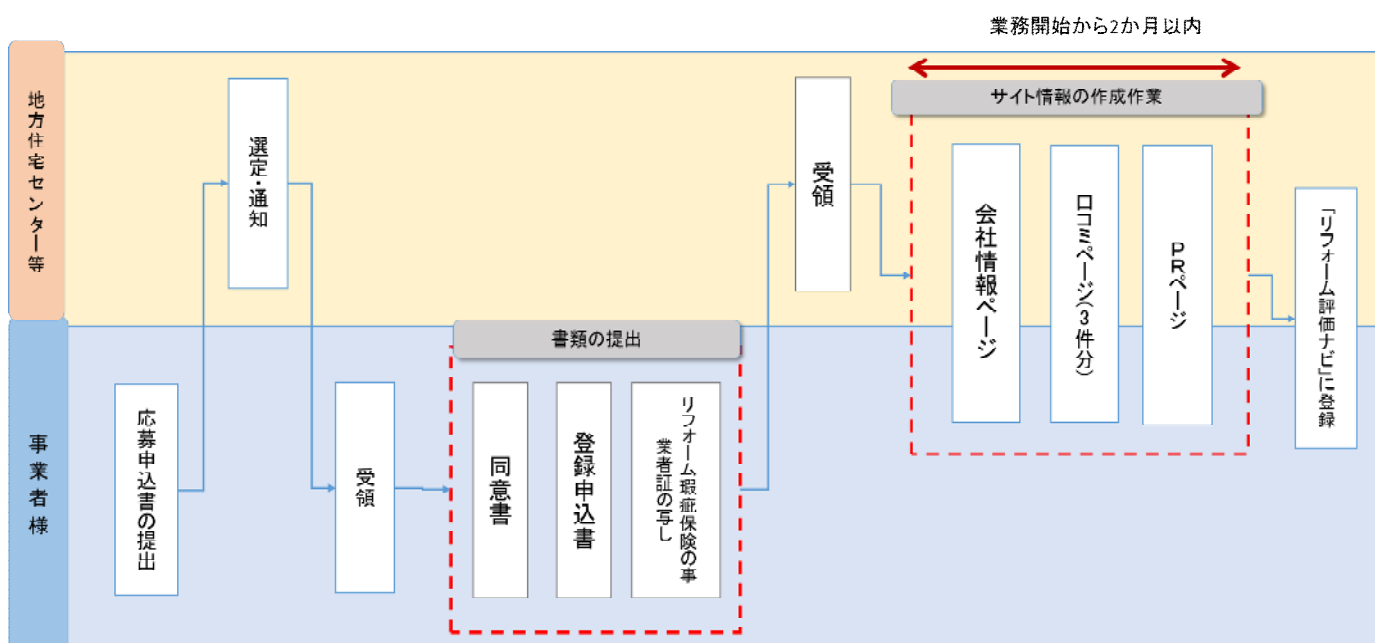 業務開始から2か月以内
地方住宅センター等
選定・通知
受領
サイト情報の作成作業
会社情報ページ
口コミページ(3件分)
PRページ
「リフォーム評価ナビ」に登録
事業者様
応募申込書の提出
受領
書類の提出
同意書
登録申込書
リフォーム瑕疵保険の事
業者証の写し